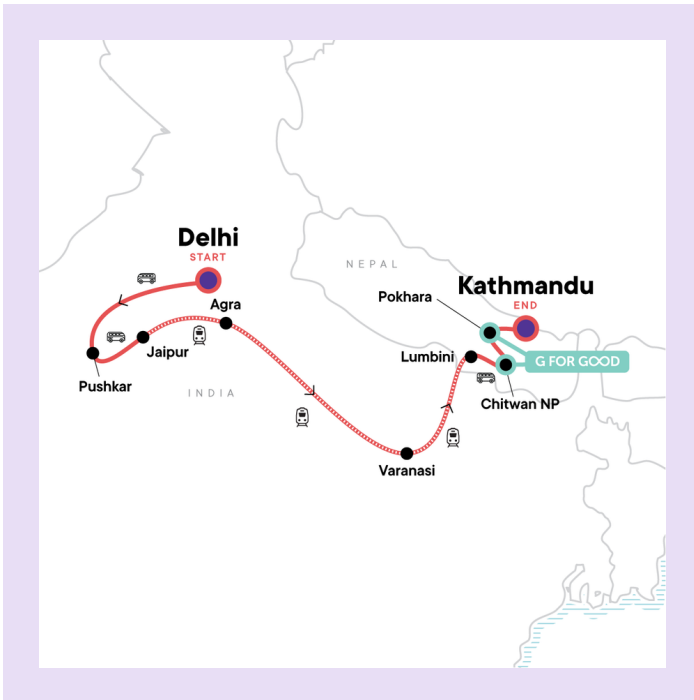 Delhi
START
NEPAL
Kathmandu
END
Pokhara
Agra
Jaipur
Lumbini
G FOR GOOD
Pushkar
INDIA
Chitwan NP
Varanasi